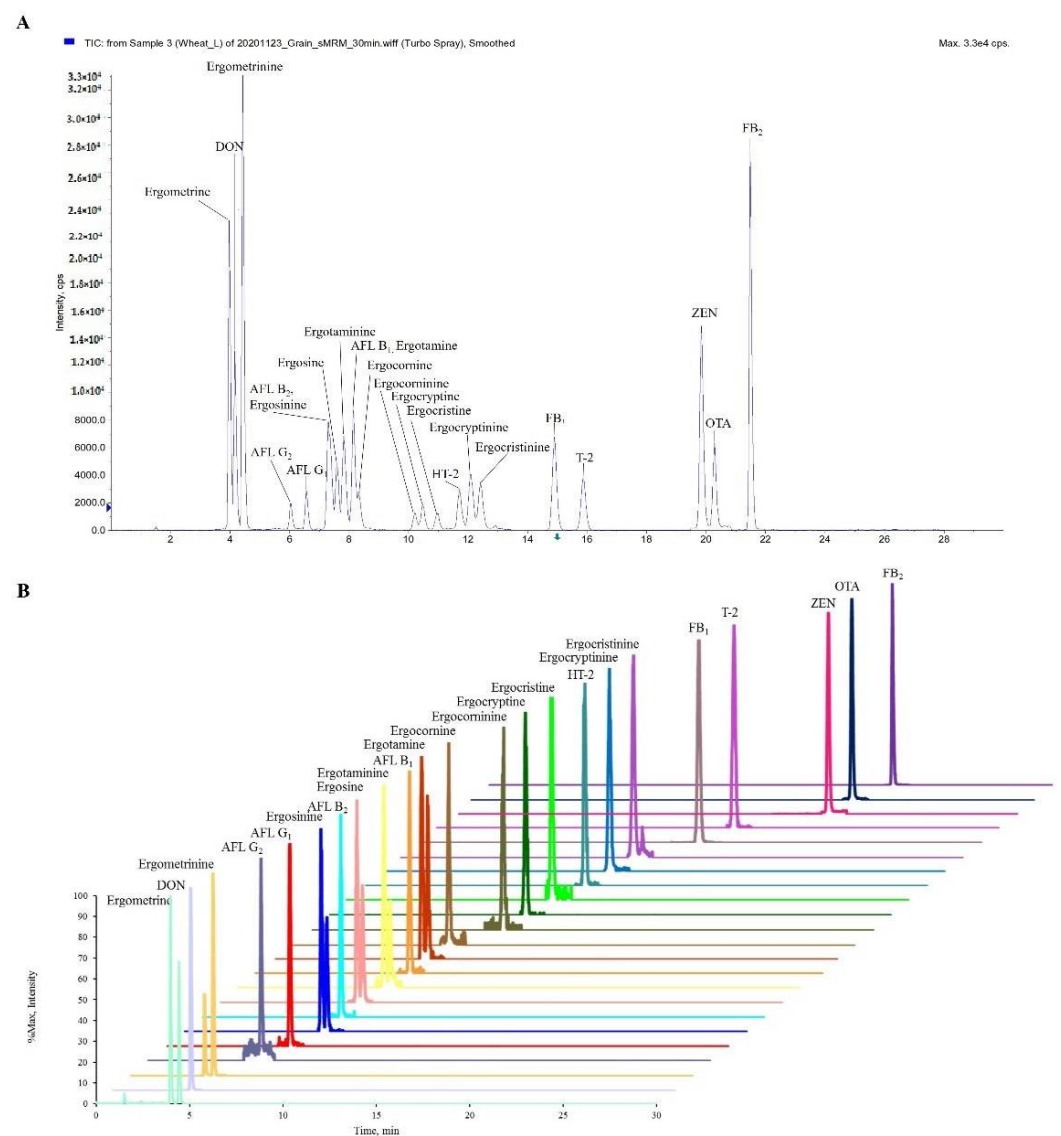 A
TIC: from Sample 3 (Wheat_L) of 20201123_Grain_sMRM_30min.wiff (Turbo Spray), Smoothed
Max. 3.3e4 cps.
Ergometrinine
3.3×10⁴
3.2×10⁴
FB₂
2.8×10⁴
DON
2.6×10⁴
Ergometrine
2.4×10⁴
2.2×10⁴
2.0×10⁴
1.8×10⁴
Intensity, cps
ZEN
1.6×10⁴
Ergotaminine
1.4×10⁴
AFL B₁, Ergotamine
Ergosine
Ergocornine
1.2×10⁴
Ergocorninine
AFL B₂,
Ergosinine
1.0×10⁴
Ergocryptine
Ergocristine
8000.0
Ergocryptinine
FB₁
OTA
6000.0
Ergocristinine
AFL G₂
AFL G₁
HT-2
T-2
4000.0
2000.0
0.0
2 4 6 8 10 12 14 16 18 20 22 24 26 28
B
FB₂
OTA
ZEN
T-2
FB₁
Ergocristinine
Ergocryptinine
HT-2
Ergocristine
Ergocryptine
Ergocorninine
Ergocornine
Ergotamine
AFL B₁
Ergotaminine
Ergosine
AFL B₂
Ergosinine
AFL G₁
AFL G₂
Ergometrinine
DON
Ergometrine
100
90
80
70
60
50
40
30
20
10
0
%Max, Intensity
0 5 10 15 20 25 30
Time, min